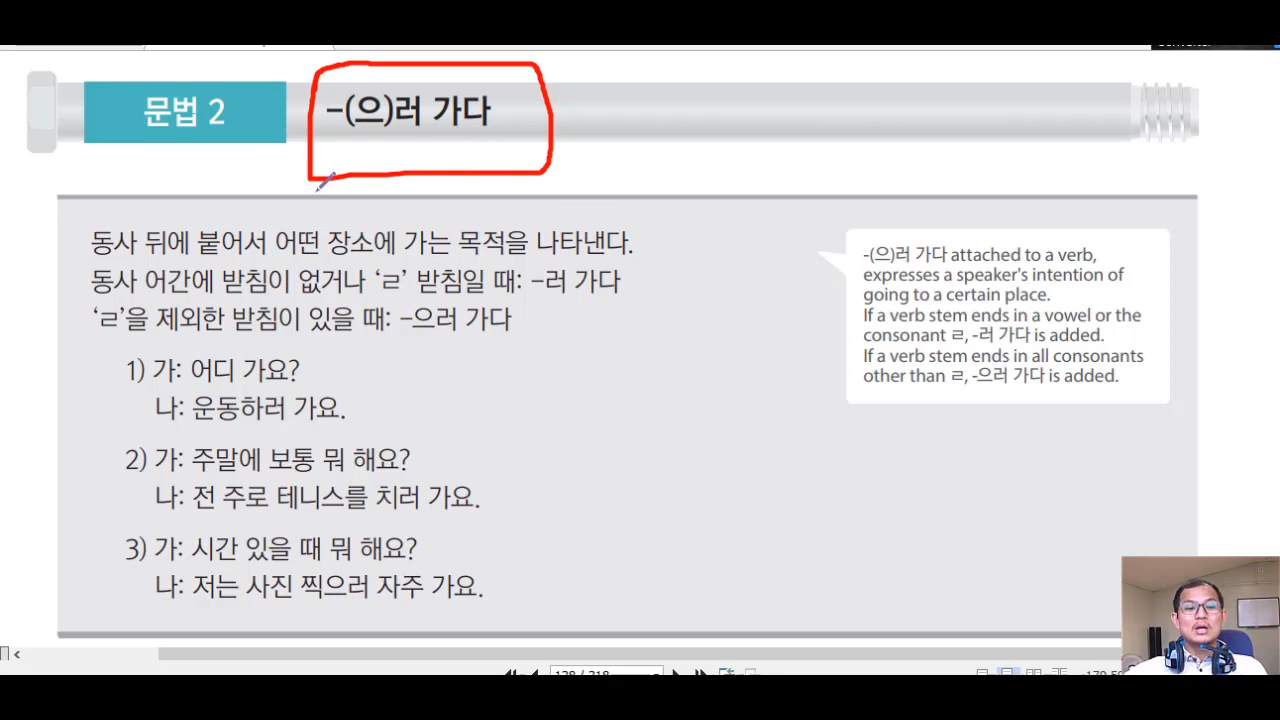 문법 2
-(으)러 가다
동사 뒤에 붙어서 어떤 장소에 가는 목적을 나타낸다.
동사 어간에 받침이 없거나 ‘ㄹ’ 받침일 때: -러 가다
‘ㄹ’을 제외한 받침이 있을 때: -으러 가다
1) 가: 어디 가요?
나: 운동하러 가요.
2) 가: 주말에 보통 뭐 해요?
나: 전 주로 테니스를 치러 가요.
3) 가: 시간 있을 때 뭐 해요?
나: 저는 사진 찍으러 자주 가요.
-(으)러 가다 attached to a verb,
expresses a speaker's intention of
going to a certain place.
If a verb stem ends in a vowel or the
consonant ㄹ, -러 가다 is added.
If a verb stem ends in all consonants
other than ㄹ, -으러 가다 is added.